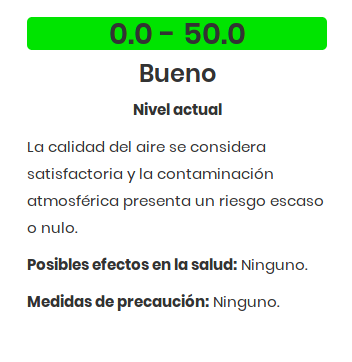 0.0 - 50.0
Bueno
Nivel actual
La calidad del aire se considera
satisfactoria y la contaminación
atmosférica presenta un riesgo escaso
o nulo.
Posibles efectos en la salud: Ninguno.
Medidas de precaución: Ninguno.